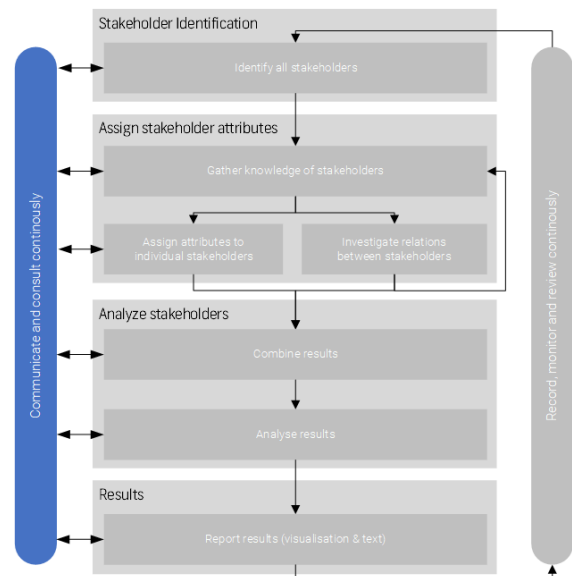 Stakeholder Identification
Identify all stakeholders
Assign stakeholder attributes
Gather knowledge of stakeholders
Assign attributes to
individual stakeholders
Investigate relations
between stakeholders
Analyze stakeholders
Combine results
Analyse results
Results
Report results (visualisation & text)
Communicate and consult continously
Record, monitor and review continously